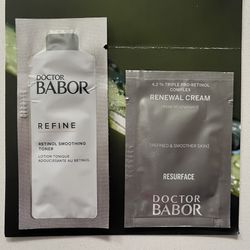 DOCTOR
BABOR
REFINE
RETINOL SMOOTHING
TONER
LOTION TONIQUE
ADOUCISSANTE AU RETINOL
4.2 % TRIPLE PRO-RETINOL
COMPLEX
RENEWAL CREAM
REFINED & SMOOTHER SKIN
RESURFACE
DOCTOR
BABOR